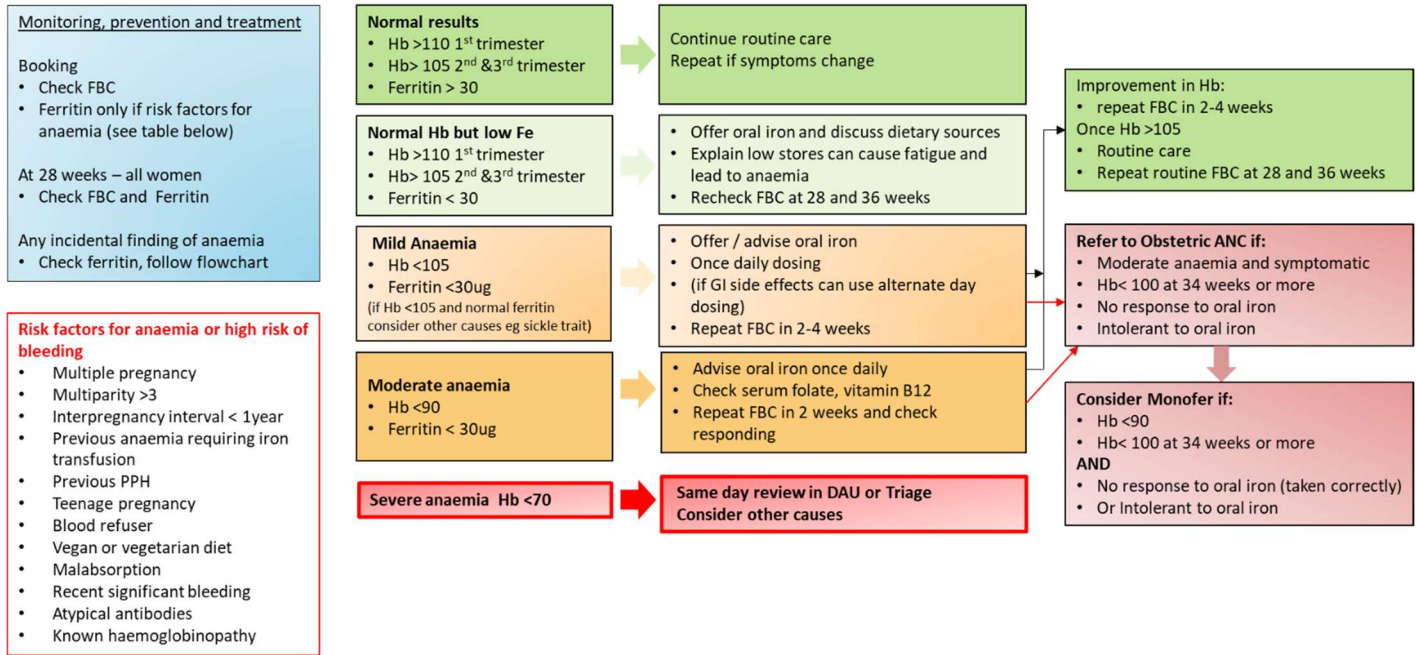 Monitoring, prevention and treatment
Booking
• Check FBC
• Ferritin only if risk factors for
anaemia (see table below)
At 28 weeks – all women
• Check FBC and Ferritin
Any incidental finding of anaemia
• Check ferritin, follow flowchart
Risk factors for anaemia or high risk of
bleeding
• Multiple pregnancy
• Multiparity >3
• Interpregnancy interval < 1year
• Previous anaemia requiring iron
transfusion
• Previous PPH
• Teenage pregnancy
• Blood refuser
• Vegan or vegetarian diet
• Malabsorption
• Recent significant bleeding
• Atypical antibodies
• Known haemoglobinopathy
Normal results
• Hb >110 1st trimester
• Hb> 105 2nd &3rd trimester
• Ferritin > 30
Continue routine care
Repeat if symptoms change
Normal Hb but low Fe
• Hb >110 1st trimester
• Hb> 105 2nd &3rd trimester
• Ferritin < 30
• Offer oral iron and discuss dietary sources
• Explain low stores can cause fatigue and
lead to anaemia
• Recheck FBC at 28 and 36 weeks
Mild Anaemia
• Hb <105
• Ferritin <30ug
(if Hb <105 and normal ferritin
consider other causes eg sickle trait)
• Offer / advise oral iron
• Once daily dosing
• (if GI side effects can use alternate day
dosing)
• Repeat FBC in 2-4 weeks
Moderate anaemia
• Hb <90
• Ferritin < 30ug
• Advise oral iron once daily
• Check serum folate, vitamin B12
• Repeat FBC in 2 weeks and check
responding
Severe anaemia Hb <70
Same day review in DAU or Triage
Consider other causes
Improvement in Hb:
• repeat FBC in 2-4 weeks
Once Hb >105
• Routine care
• Repeat routine FBC at 28 and 36 weeks
Refer to Obstetric ANC if:
• Moderate anaemia and symptomatic
• Hb< 100 at 34 weeks or more
• No response to oral iron
• Intolerant to oral iron
Consider Monofer if:
• Hb <90
• Hb< 100 at 34 weeks or more
AND
• No response to oral iron (taken correctly)
• Or Intolerant to oral iron